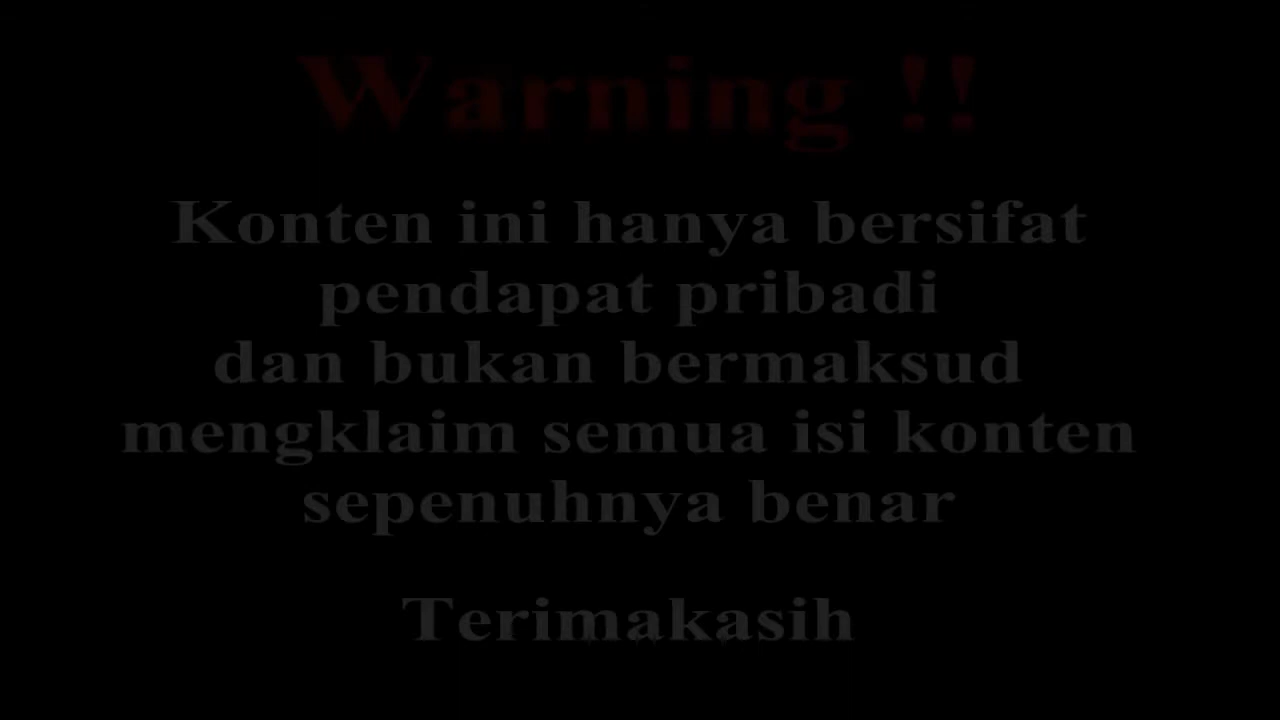 Warning !!
Konten ini hanya bersifat
pendapat pribadi
dan bukan bermaksud
mengklaim semua isi konten
sepenuhnya benar
Terimakasih